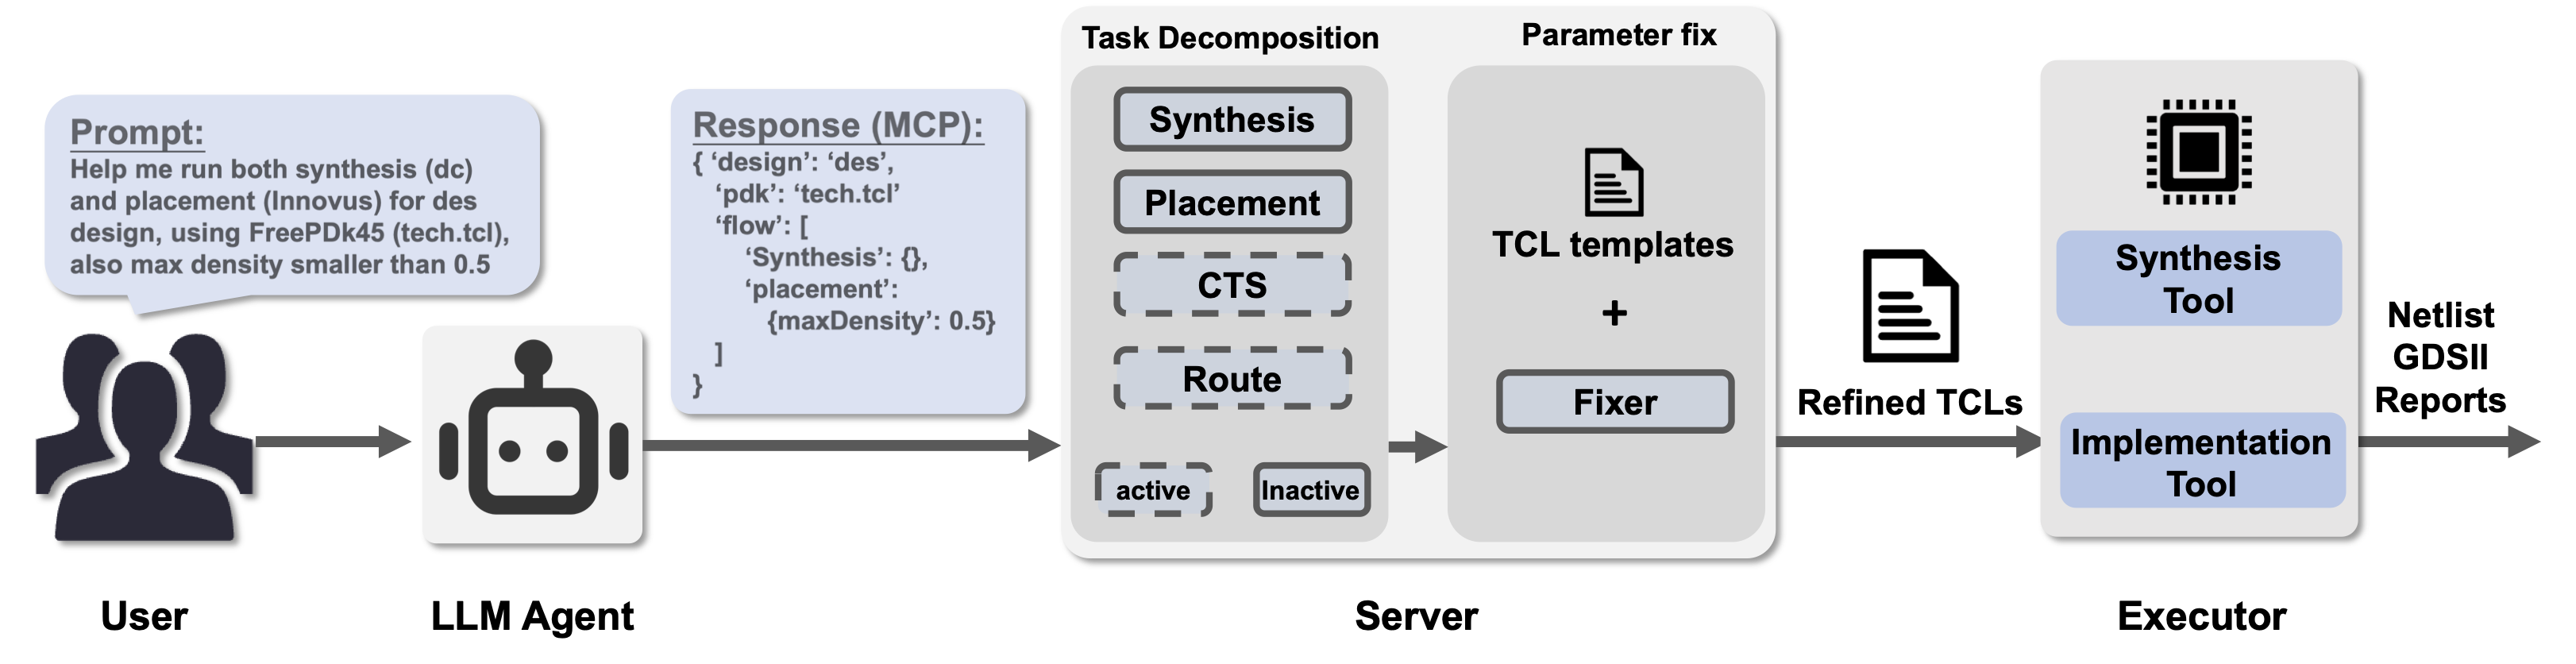 Prompt:
Help me run both synthesis (dc)
and placement (Innovus) for des
design, using FreePDk45 (tech.tcl),
also max density smaller than 0.5
User
LLM Agent
Response (MCP):
{ ‘design’: ‘des’,
‘pdk’: ‘tech.tcl’
‘flow’: [
‘Synthesis’: {},
‘placement’:
{maxDensity’: 0.5}
]
}
Task Decomposition
Synthesis
Placement
CTS
Route
active
Inactive
Parameter fix
TCL templates
+
Fixer
Server
Refined TCLs
Synthesis
Tool
Implementation
Tool
Executor
Netlist
GDSII
Reports